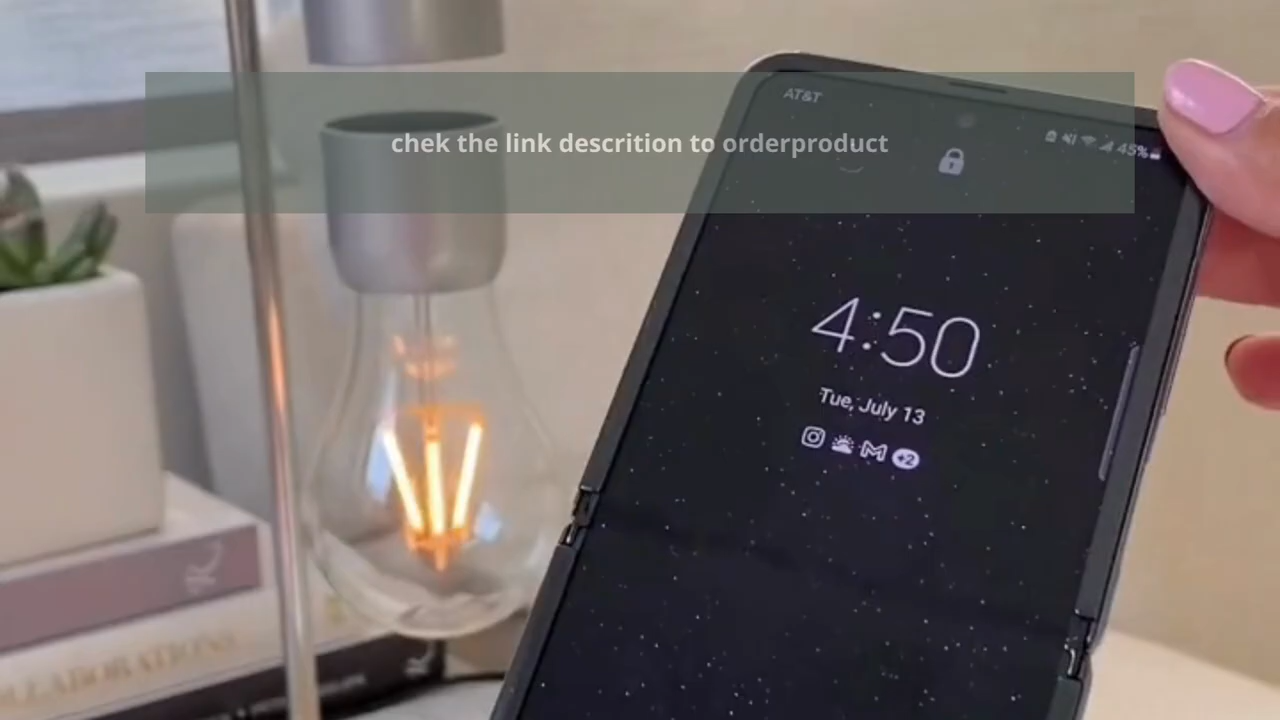 chek the link descrition to orderproduct
AT&T
45%
4:50
Tue, July 13
+2